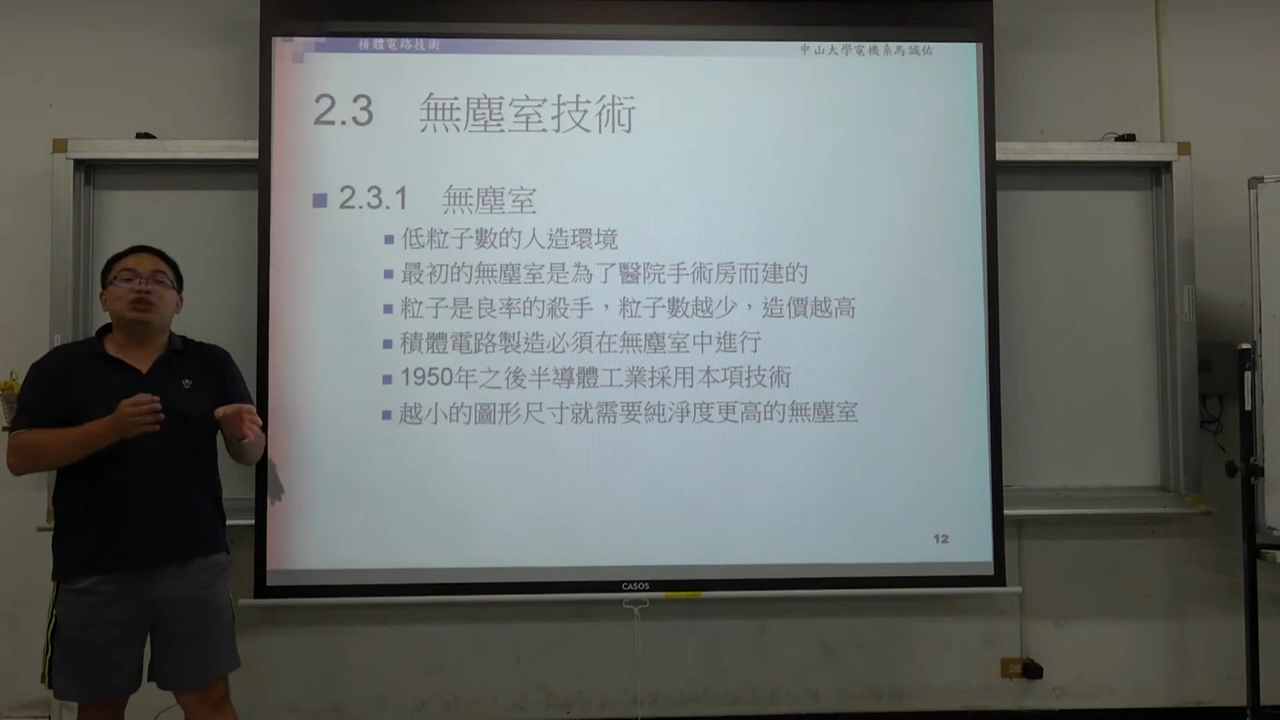 積體電路技術
中山大學電機系馬誠佑
2.3 無塵室技術
2.3.1 無塵室
低粒子數的人造環境
最初的無塵室是為了醫院手術房而建的
粒子是良率的殺手，粒子數越少，造價越高
積體電路製造必須在無塵室中進行
1950年之後半導體工業採用本項技術
越小的圖形尺寸就需要純淨度更高的無塵室
12
CASOS